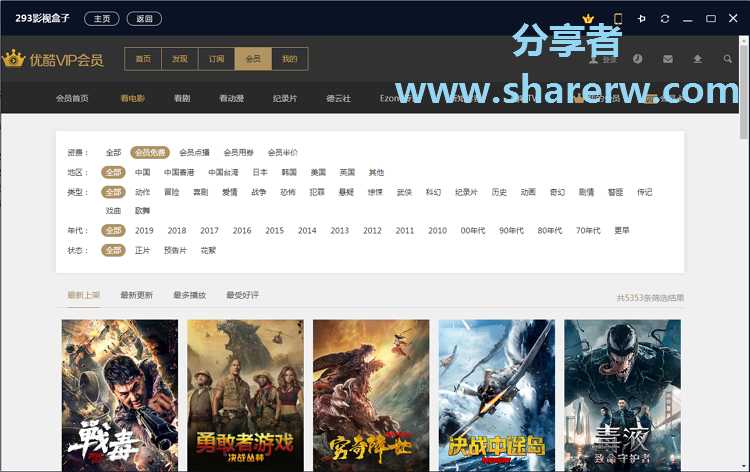 293影视盒子 主页 返回
分享者
优酷VIP会员 首页 发现 订阅 会员 我的 登录
www.sharerw.com
会员首页 看电影 看剧 看动漫 纪录片 德云社
资费： 全部 会员免费 会员点播 会员用券 会员半价
地区： 全部 中国 中国香港 中国台湾 日本 韩国 美国 英国 其他
类型： 全部 动作 冒险 喜剧 爱情 战争 恐怖 犯罪 悬疑 惊悚 武侠 科幻 纪录片 历史 动画 奇幻 剧情 警匪 传记
戏曲 歌舞
年代： 全部 2019 2018 2017 2016 2015 2014 2013 2012 2011 2010 00年代 90年代 80年代 70年代 更早
状态： 全部 正片 预告片 花絮
最新上架 最新更新 最多播放 最受好评 共5353条筛选结果
戰毒 勇敢者游戏 穷奇降世 决战中途岛 毒液
决战丛林 致命守护者